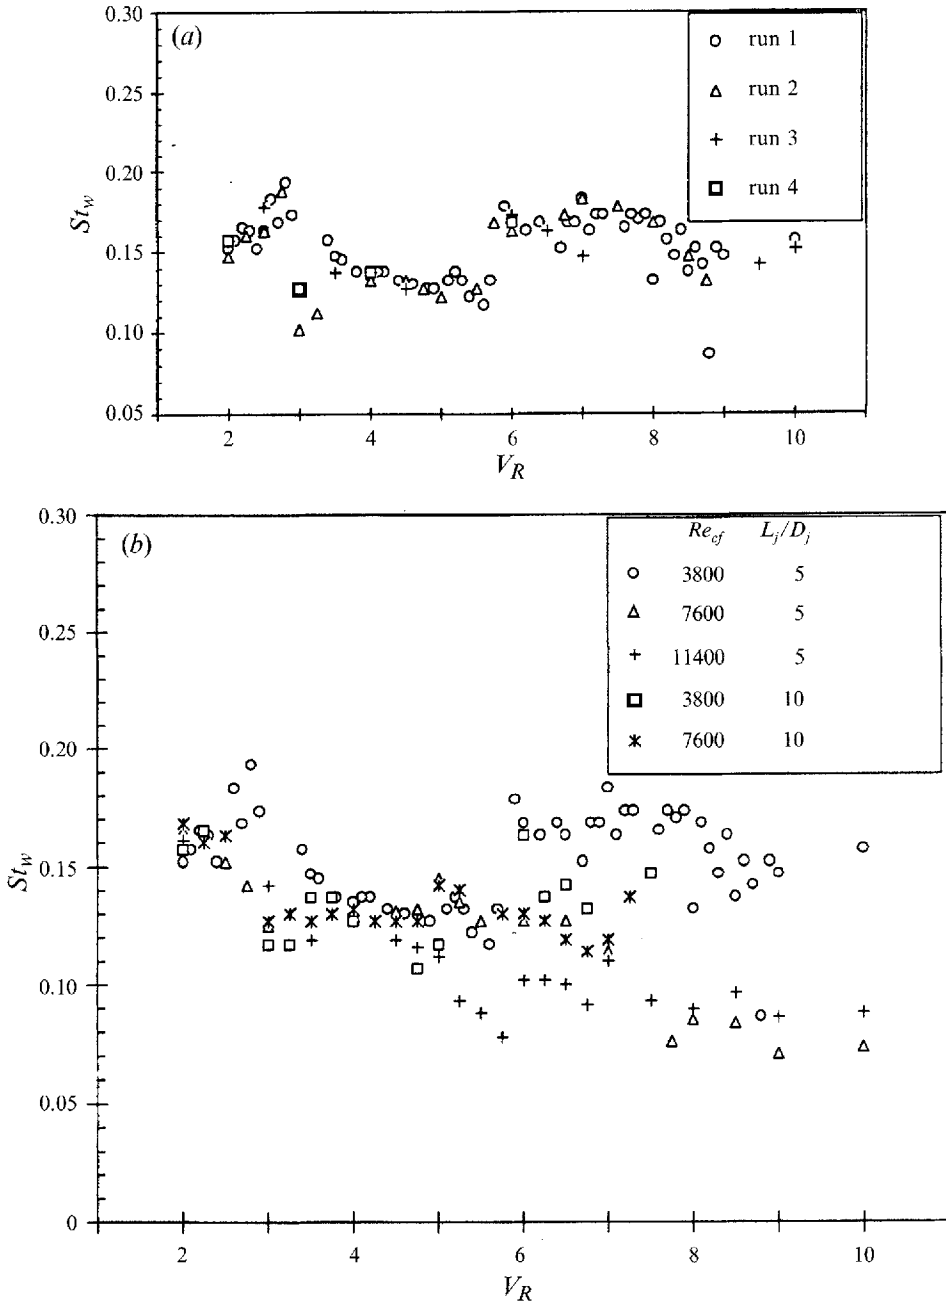 (a)
run 1
run 2
run 3
run 4
0.30
0.25
0.20
0.15
0.10
0.05
St_w
2 4 6 8 10
V_R
(b)
Re_cf L_j/D_j
3800 5
7600 5
11400 5
3800 10
7600 10
0.30
0.25
0.20
0.15
0.10
0.05
0
St_w
2 4 6 8 10
V_R